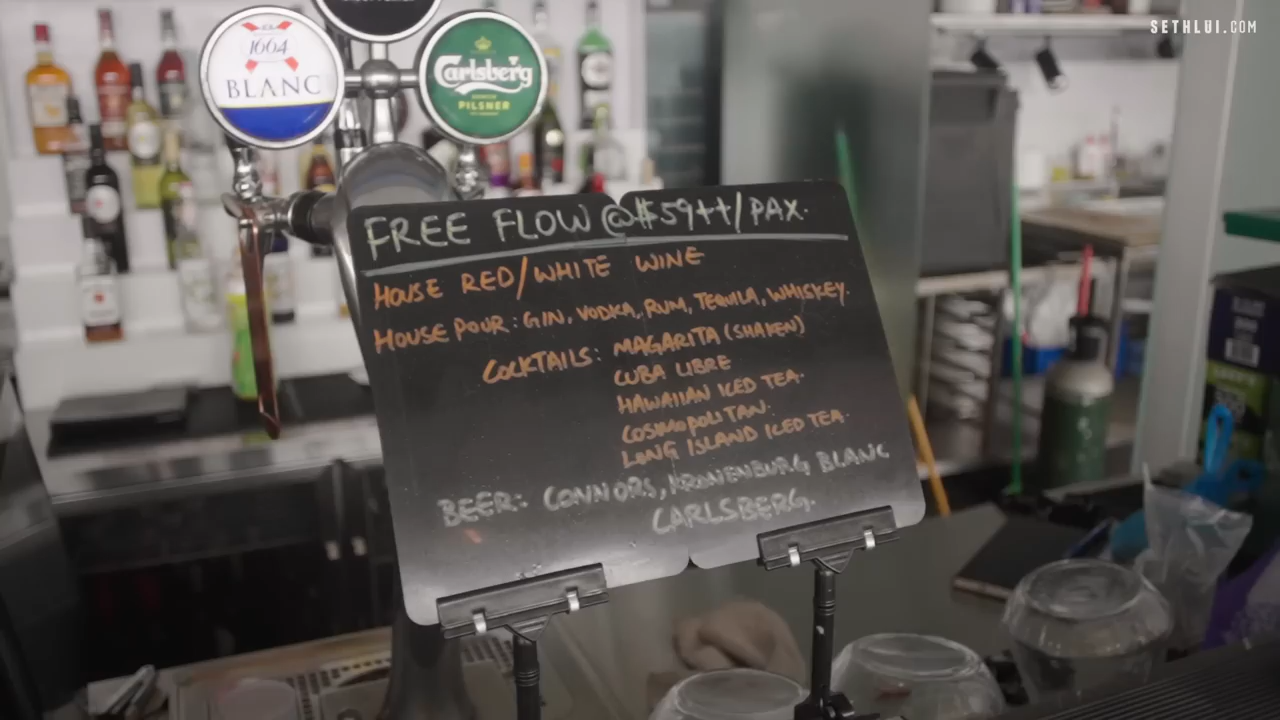 SETHLUI.COM
1664
BLANC
Carlsberg
PILSNER
FREE FLOW @$59++/PAX.
HOUSE RED/WHITE WINE
HOUSE POUR: GIN, VODKA, RUM, TEQUILA, WHISKEY.
COCKTAILS: MAGARITA (SHAKEN)
CUBA LIBRE
HAWAIIAN ICED TEA.
COSMOPOLITAN.
LONG ISLAND ICED TEA.
BEER: CONNORS, KRONENBURG BLANC
CARLSBERG.